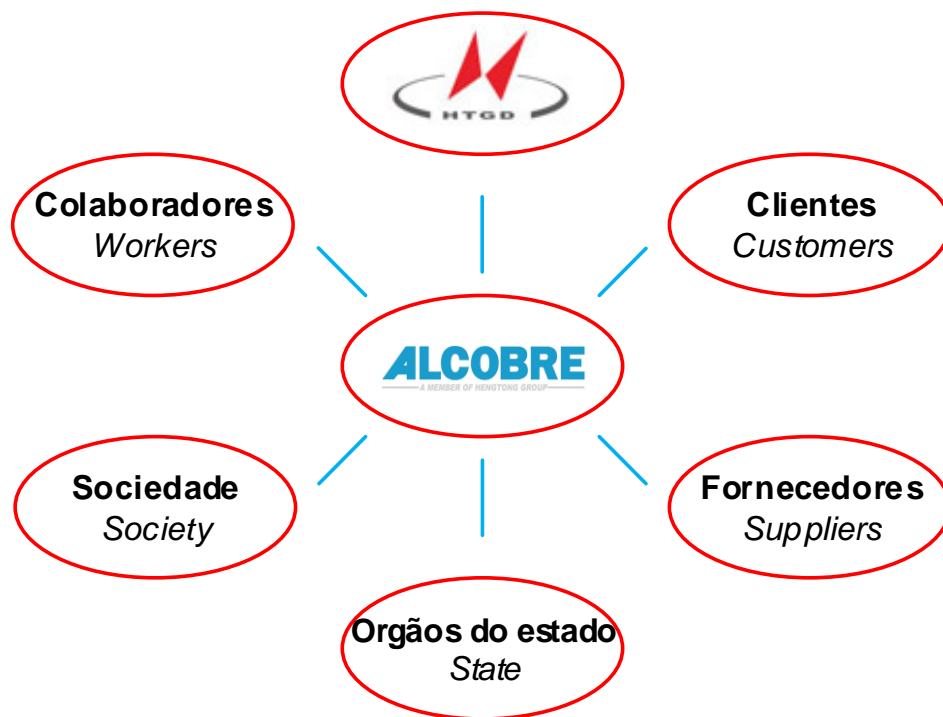 HTGD
Colaboradores
Workers
Clientes
Customers
ALCOBRE
A MEMBER OF HENGTONG GROUP
Sociedade
Society
Fornecedores
Suppliers
Orgãos do estado
State